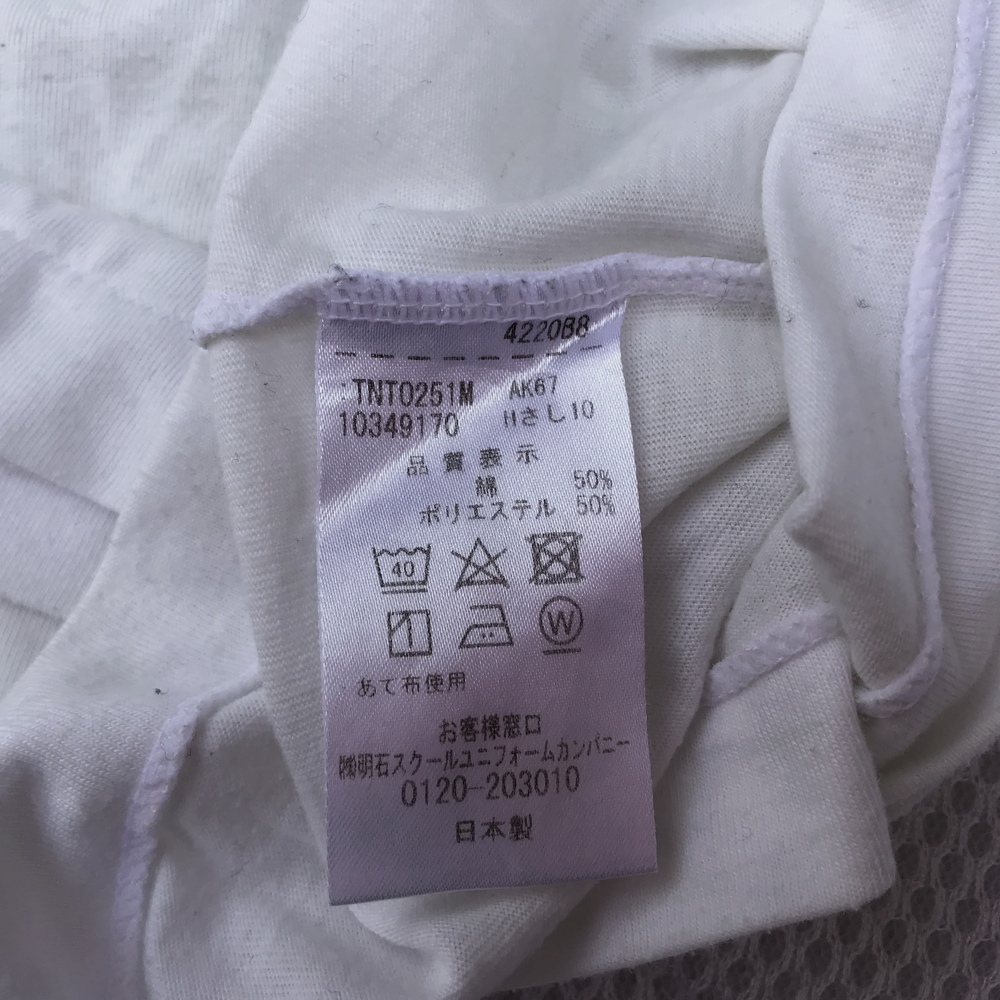 4220B8
TNT0251M AK67
10349170 Hさし10
品質表示
綿 50%
ポリエステル 50%
40
W
あて布使用
お客様窓口
㈱明石スクールユニフォームカンパニー
0120-203010
日本製